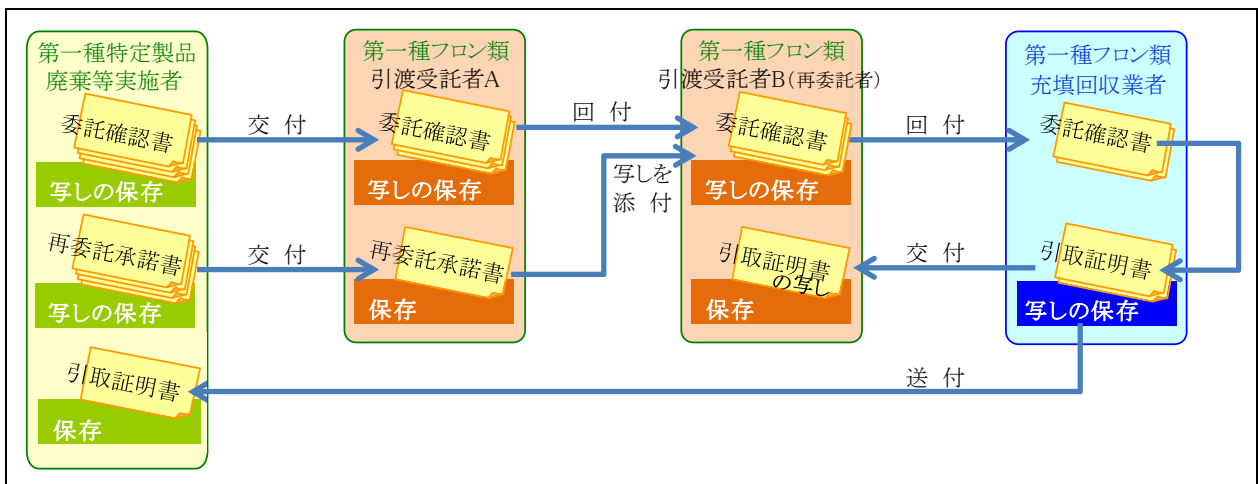 第一種特定製品
廃棄等実施者
委託確認書
写しの保存
再委託承諾書
写しの保存
引取証明書
保存
交 付
交 付
第一種フロン類
引渡受託者A
委託確認書
写しの保存
再委託承諾書
保存
回 付
写しを
添 付
第一種フロン類
引渡受託者B(再委託者)
委託確認書
写しの保存
引取証明書
の写し
保存
回 付
交 付
送 付
第一種フロン類
充填回収業者
委託確認書
引取証明書
写しの保存